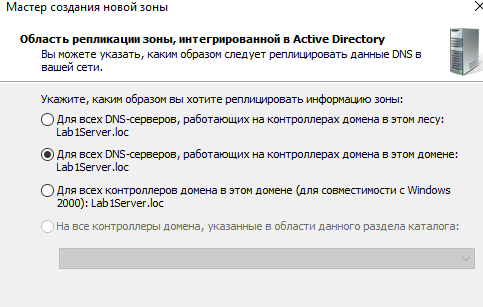 Мастер создания новой зоны
Область репликации зоны, интегрированной в Active Directory
Вы можете указать, каким образом следует реплицировать данные DNS в
вашей сети.
Укажите, каким образом вы хотите реплицировать информацию зоны:
Для всех DNS-серверов, работающих на контроллерах домена в этом лесу:
Lab1Server.loc
Для всех DNS-серверов, работающих на контроллерах домена в этом домене:
Lab1Server.loc
Для всех контроллеров домена в этом домене (для совместимости с Windows
2000): Lab1Server.loc
На все контроллеры домена, указанные в области данного раздела каталога: